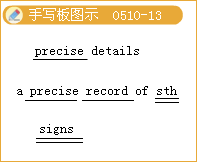 手写板图示 0510-13
precise details
a precise record of sth
signs